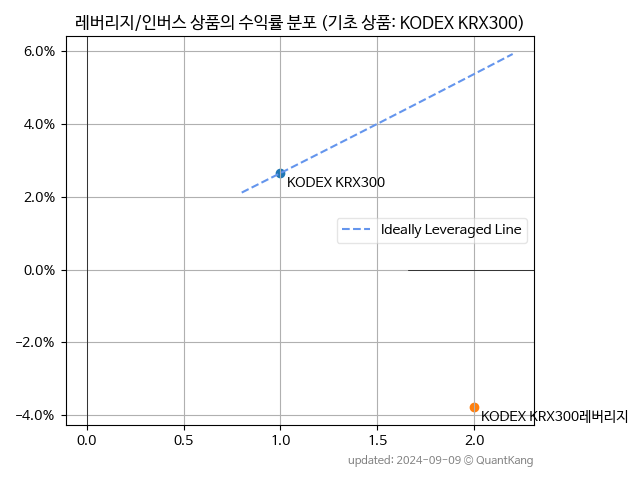 레버리지/인버스 상품의 수익률 분포 (기초 상품: KODEX KRX300)
6.0%
4.0%
KODEX KRX300
2.0%
Ideally Leveraged Line
0.0%
−2.0%
−4.0%
KODEX KRX300레버리지
0.0 0.5 1.0 1.5 2.0
updated: 2024-09-09 © QuantKang